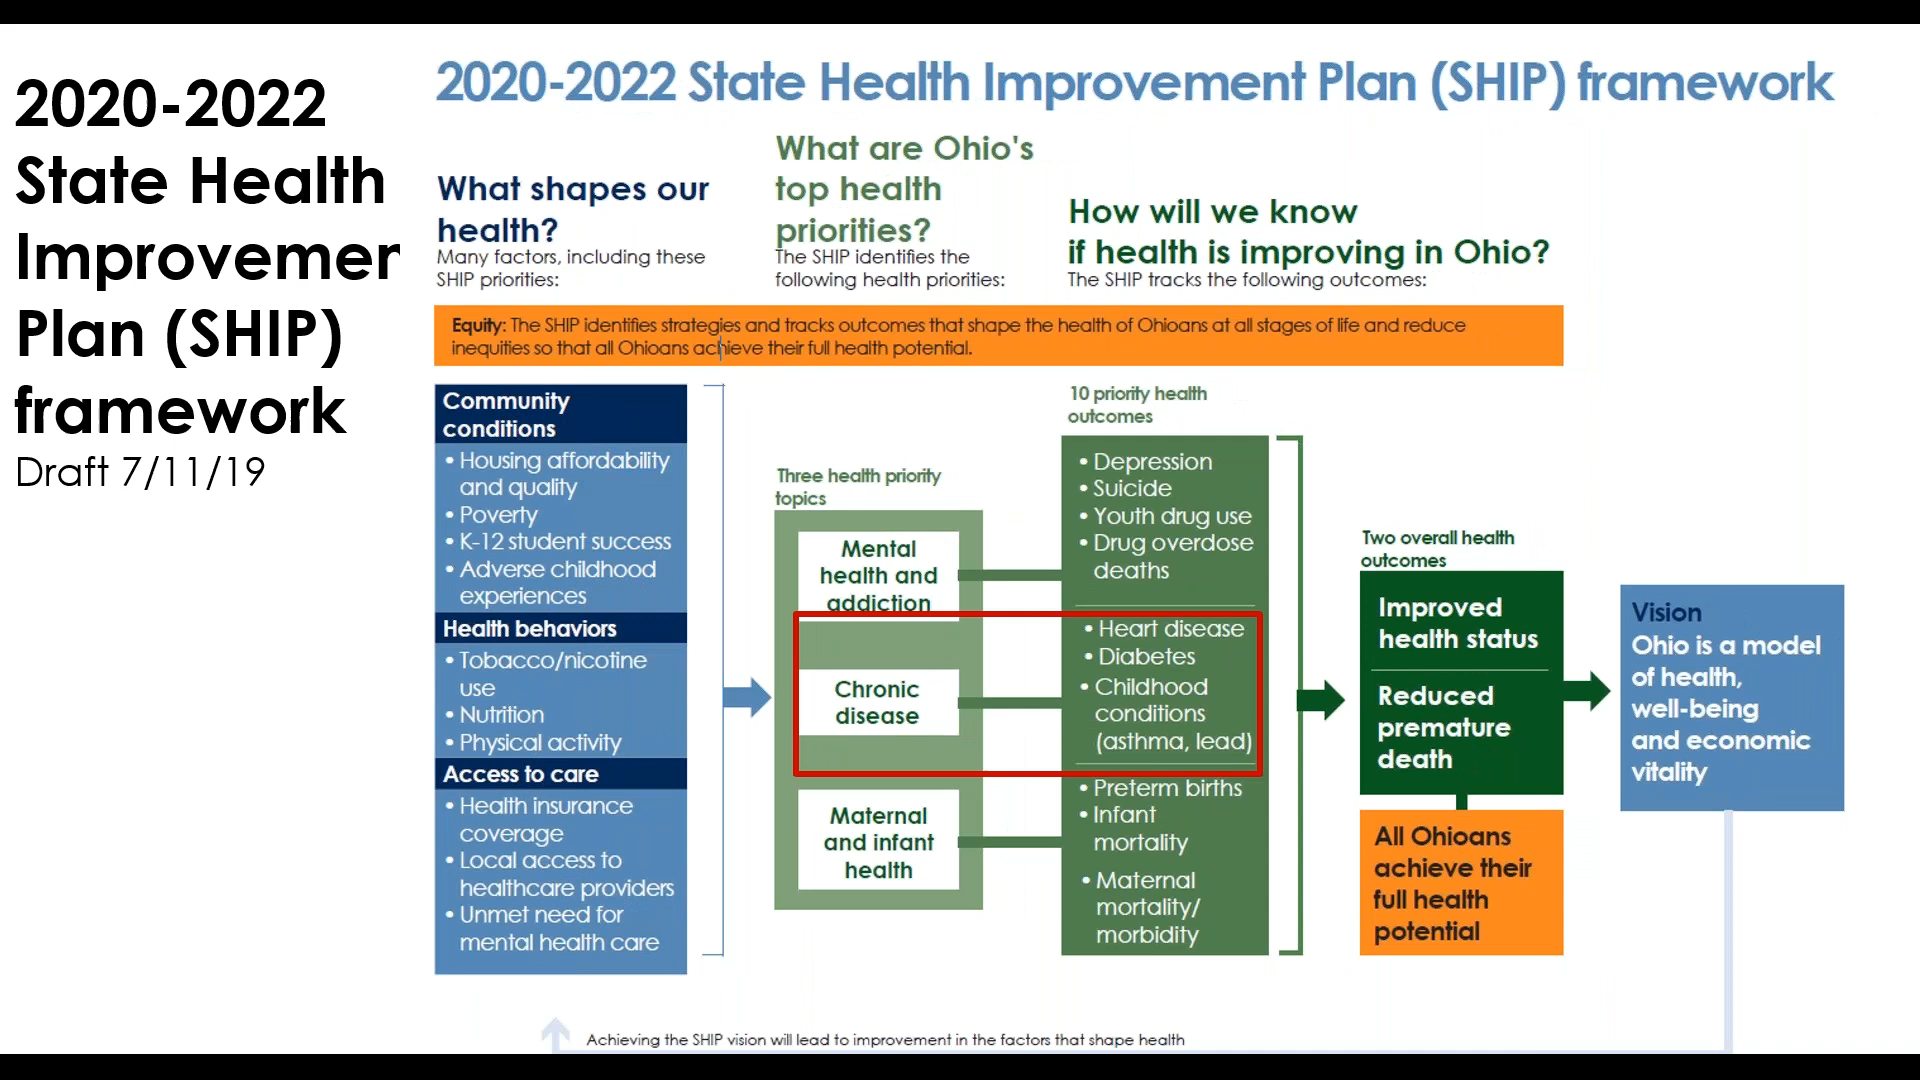 2020-2022
State Health
Improvemen
Plan (SHIP)
framework
Draft 7/11/19
2020-2022 State Health Improvement Plan (SHIP) framework
What shapes our
health?
Many factors, including these
SHIP priorities:
What are Ohio's
top health
priorities?
The SHIP identifies the
following health priorities:
How will we know
if health is improving in Ohio?
The SHIP tracks the following outcomes:
Equity: The SHIP identifies strategies and tracks outcomes that shape the health of Ohioans at all stages of life and reduce
inequities so that all Ohioans achieve their full health potential.
Community
conditions
• Housing affordability
and quality
• Poverty
• K-12 student success
• Adverse childhood
experiences
Health behaviors
• Tobacco/nicotine
use
• Nutrition
• Physical activity
Access to care
• Health insurance
coverage
• Local access to
healthcare providers
• Unmet need for
mental health care
Three health priority
topics
Mental
health and
addiction
Chronic
disease
Maternal
and infant
health
10 priority health
outcomes
• Depression
• Suicide
• Youth drug use
• Drug overdose
deaths
• Heart disease
• Diabetes
• Childhood
conditions
(asthma, lead)
• Preterm births
• Infant
mortality
• Maternal
mortality/
morbidity
Two overall health
outcomes
Improved
health status
Reduced
premature
death
All Ohioans
achieve their
full health
potential
Vision
Ohio is a model
of health,
well-being
and economic
vitality
Achieving the SHIP vision will lead to improvement in the factors that shape health